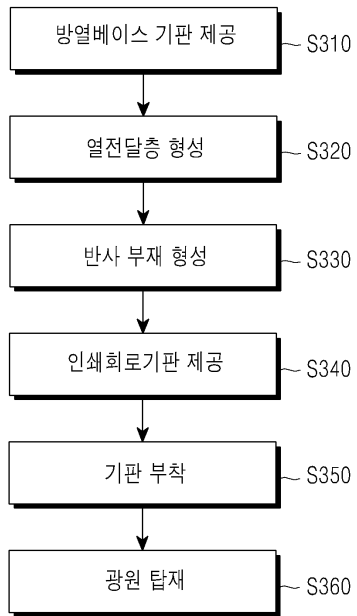 방열베이스 기판 제공
S310
열전달층 형성
S320
반사 부재 형성
S330
인쇄회로기판 제공
S340
기판 부착
S350
광원 탑재
S360